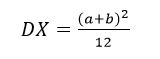 DX = (a+b)²/12